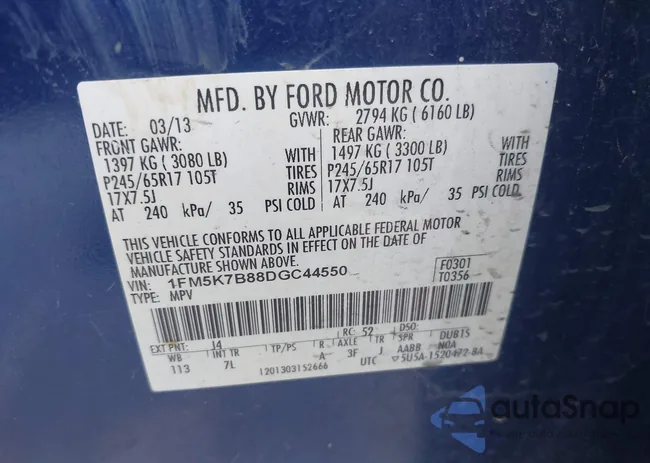 MFD. BY FORD MOTOR CO.
DATE: 03/13 GVWR: 2794 KG ( 6160 LB)
FRONT GAWR: REAR GAWR:
1397 KG ( 3080 LB) WITH 1497 KG ( 3300 LB) WITH
P245/65R17 105T TIRES P245/65R17 105T TIRES
17X7.5J RIMS 17X7.5J RIMS
AT 240 kPa/ 35 PSI COLD AT 240 kPa/ 35 PSI COLD
THIS VEHICLE CONFORMS TO ALL APPLICABLE FEDERAL MOTOR
VEHICLE SAFETY STANDARDS IN EFFECT ON THE DATE OF
MANUFACTURE SHOWN ABOVE.
VIN: 1FM5K7B88DGC44550 F0301
TYPE: MPV T0356
EXT PNT: J4 RC: 52 DSO:
WB INT TR TP/PS R AXLE TR SPR DUB1S
113 7L A 3F J AABB N0A
1201303152666 UTC 5U5A-1520472-BA
autoSnap